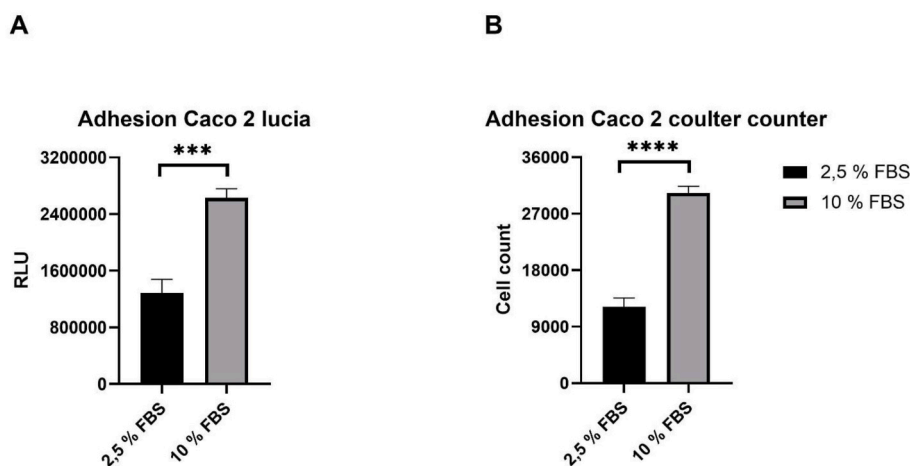 A
B
Adhesion Caco 2 lucia
Adhesion Caco 2 coulter counter
3200000
2400000
1600000
800000
0
RLU
***
2,5 % FBS
10 % FBS
36000
27000
18000
9000
0
Cell count
****
2,5 % FBS
10 % FBS
2,5 % FBS
10 % FBS